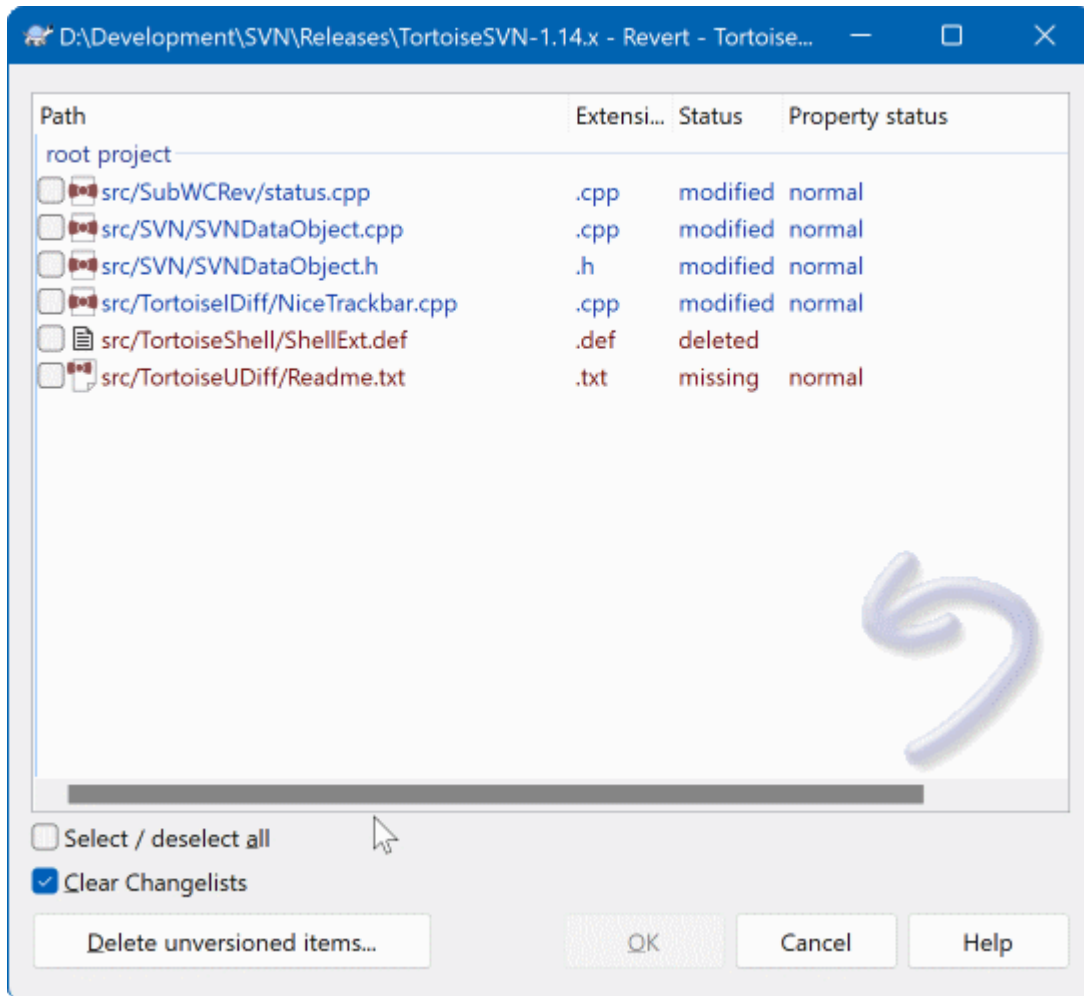 D:\Development\SVN\Releases\TortoiseSVN-1.14.x - Revert - Tortoise...
Path Extensi... Status Property status
root project
src/SubWCRev/status.cpp .cpp modified normal
src/SVN/SVNDataObject.cpp .cpp modified normal
src/SVN/SVNDataObject.h .h modified normal
src/TortoiseIDiff/NiceTrackbar.cpp .cpp modified normal
src/TortoiseShell/ShellExt.def .def deleted
src/TortoiseUDiff/Readme.txt .txt missing normal
Select / deselect all
Clear Changelists
Delete unversioned items... OK Cancel Help